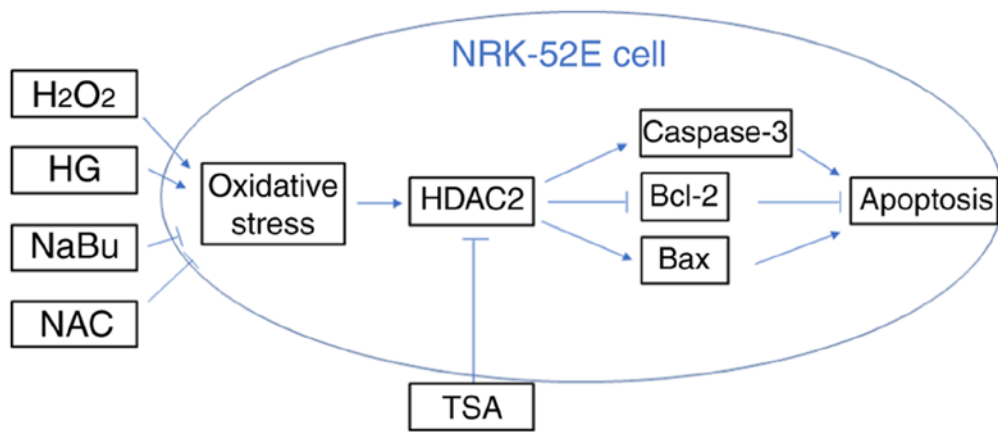 NRK-52E cell
H2O2
HG
NaBu
NAC
Oxidative
stress
HDAC2
Caspase-3
Bcl-2
Bax
Apoptosis
TSA